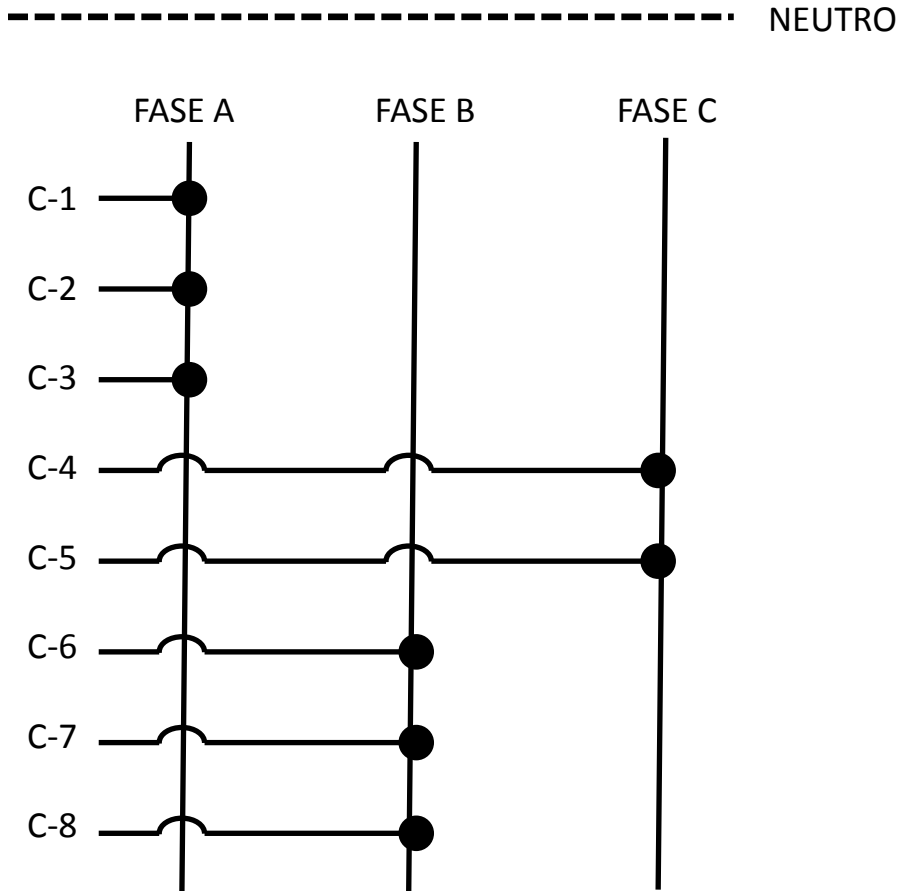 NEUTRO
FASE A FASE B FASE C
C-1
C-2
C-3
C-4
C-5
C-6
C-7
C-8